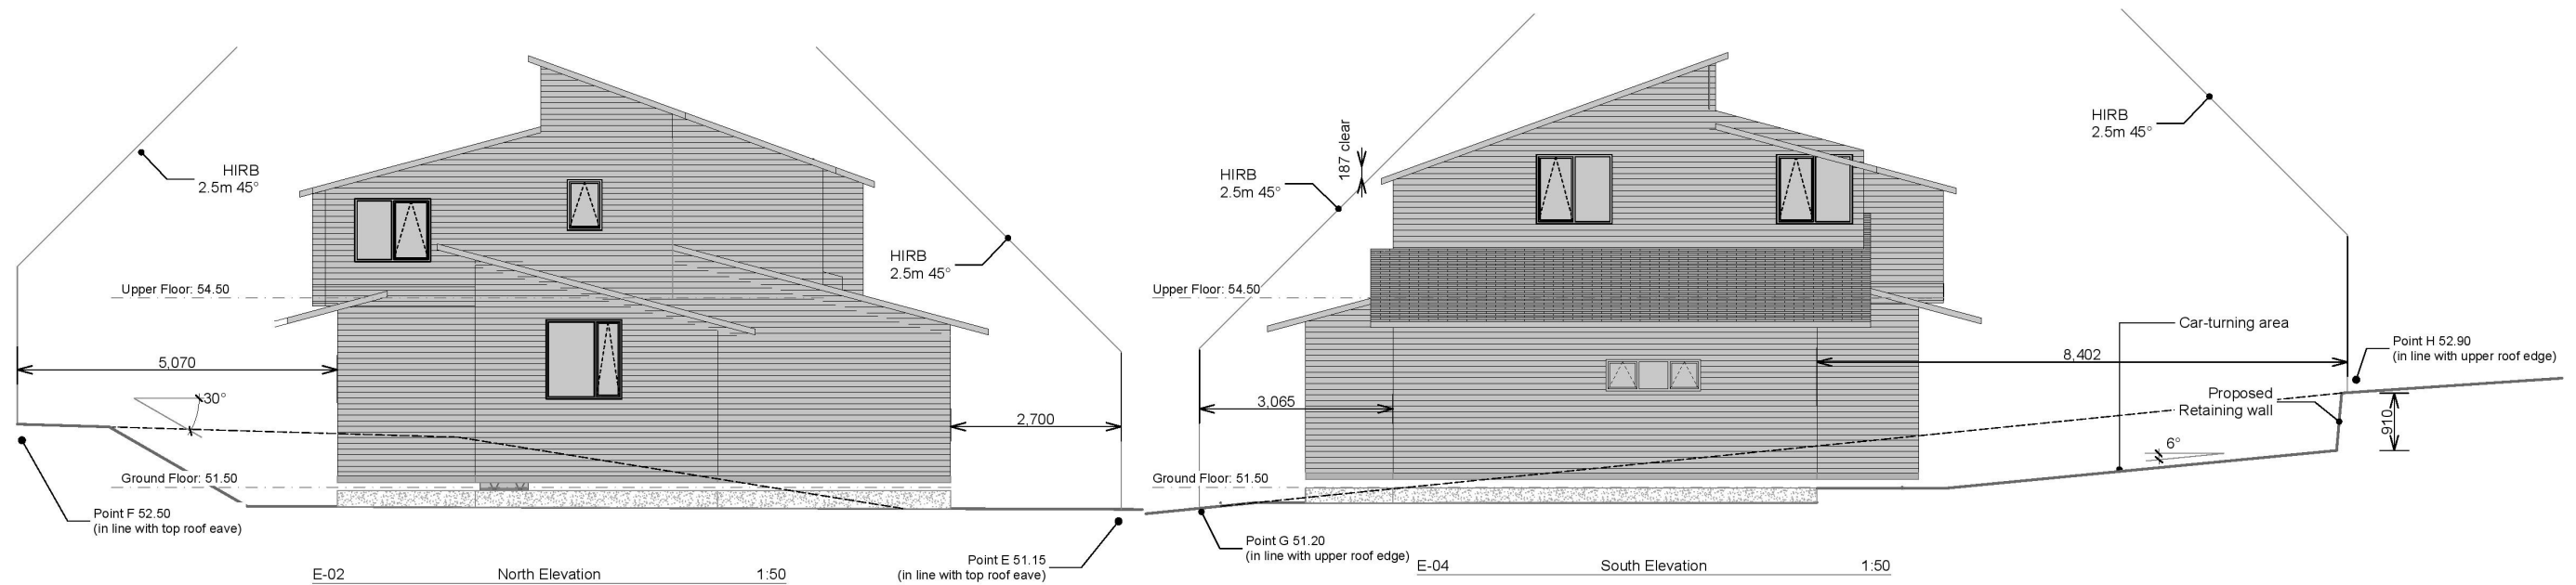 HIRB
2.5m 45°
HIRB
2.5m 45°
Upper Floor: 54.50
5,070
30°
2,700
Ground Floor: 51.50
Point F 52.50
(in line with top roof eave)
Point E 51.15
(in line with top roof eave)
E-02 North Elevation 1:50
187 clear
HIRB
2.5m 45°
HIRB
2.5m 45°
Upper Floor: 54.50
Car-turning area
Point H 52.90
(in line with upper roof edge)
8,402
3,065
Proposed
Retaining wall
910
6°
Ground Floor: 51.50
Point G 51.20
(in line with upper roof edge)
E-04 South Elevation 1:50